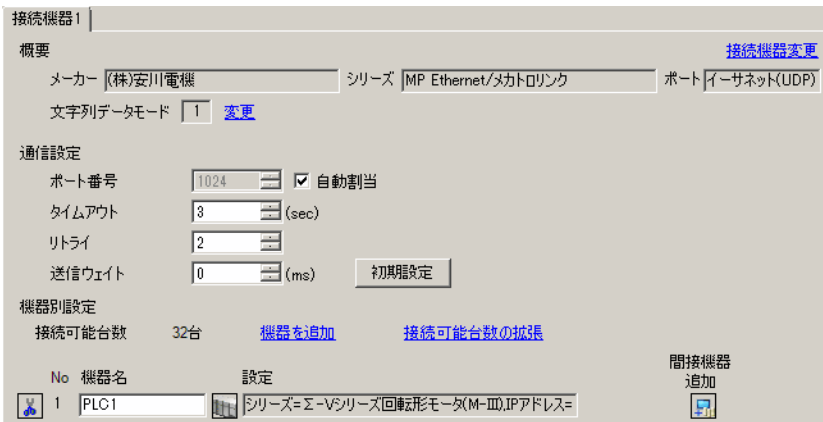 接続機器1
概要 接続機器変更
メーカー (株)安川電機 シリーズ MP Ethernet/メカトロリンク ポート イーサネット(UDP)
文字列データモード 1 変更
通信設定
ポート番号 1024 自動割当
タイムアウト 3 (sec)
リトライ 2
送信ウェイト 0 (ms) 初期設定
機器別設定
接続可能台数 32台 機器を追加 接続可能台数の拡張
間接機器
No 機器名 設定 追加
1 PLC1 シリーズ=Σ-Vシリーズ回転形モータ(M-Ⅲ),IPアドレス=